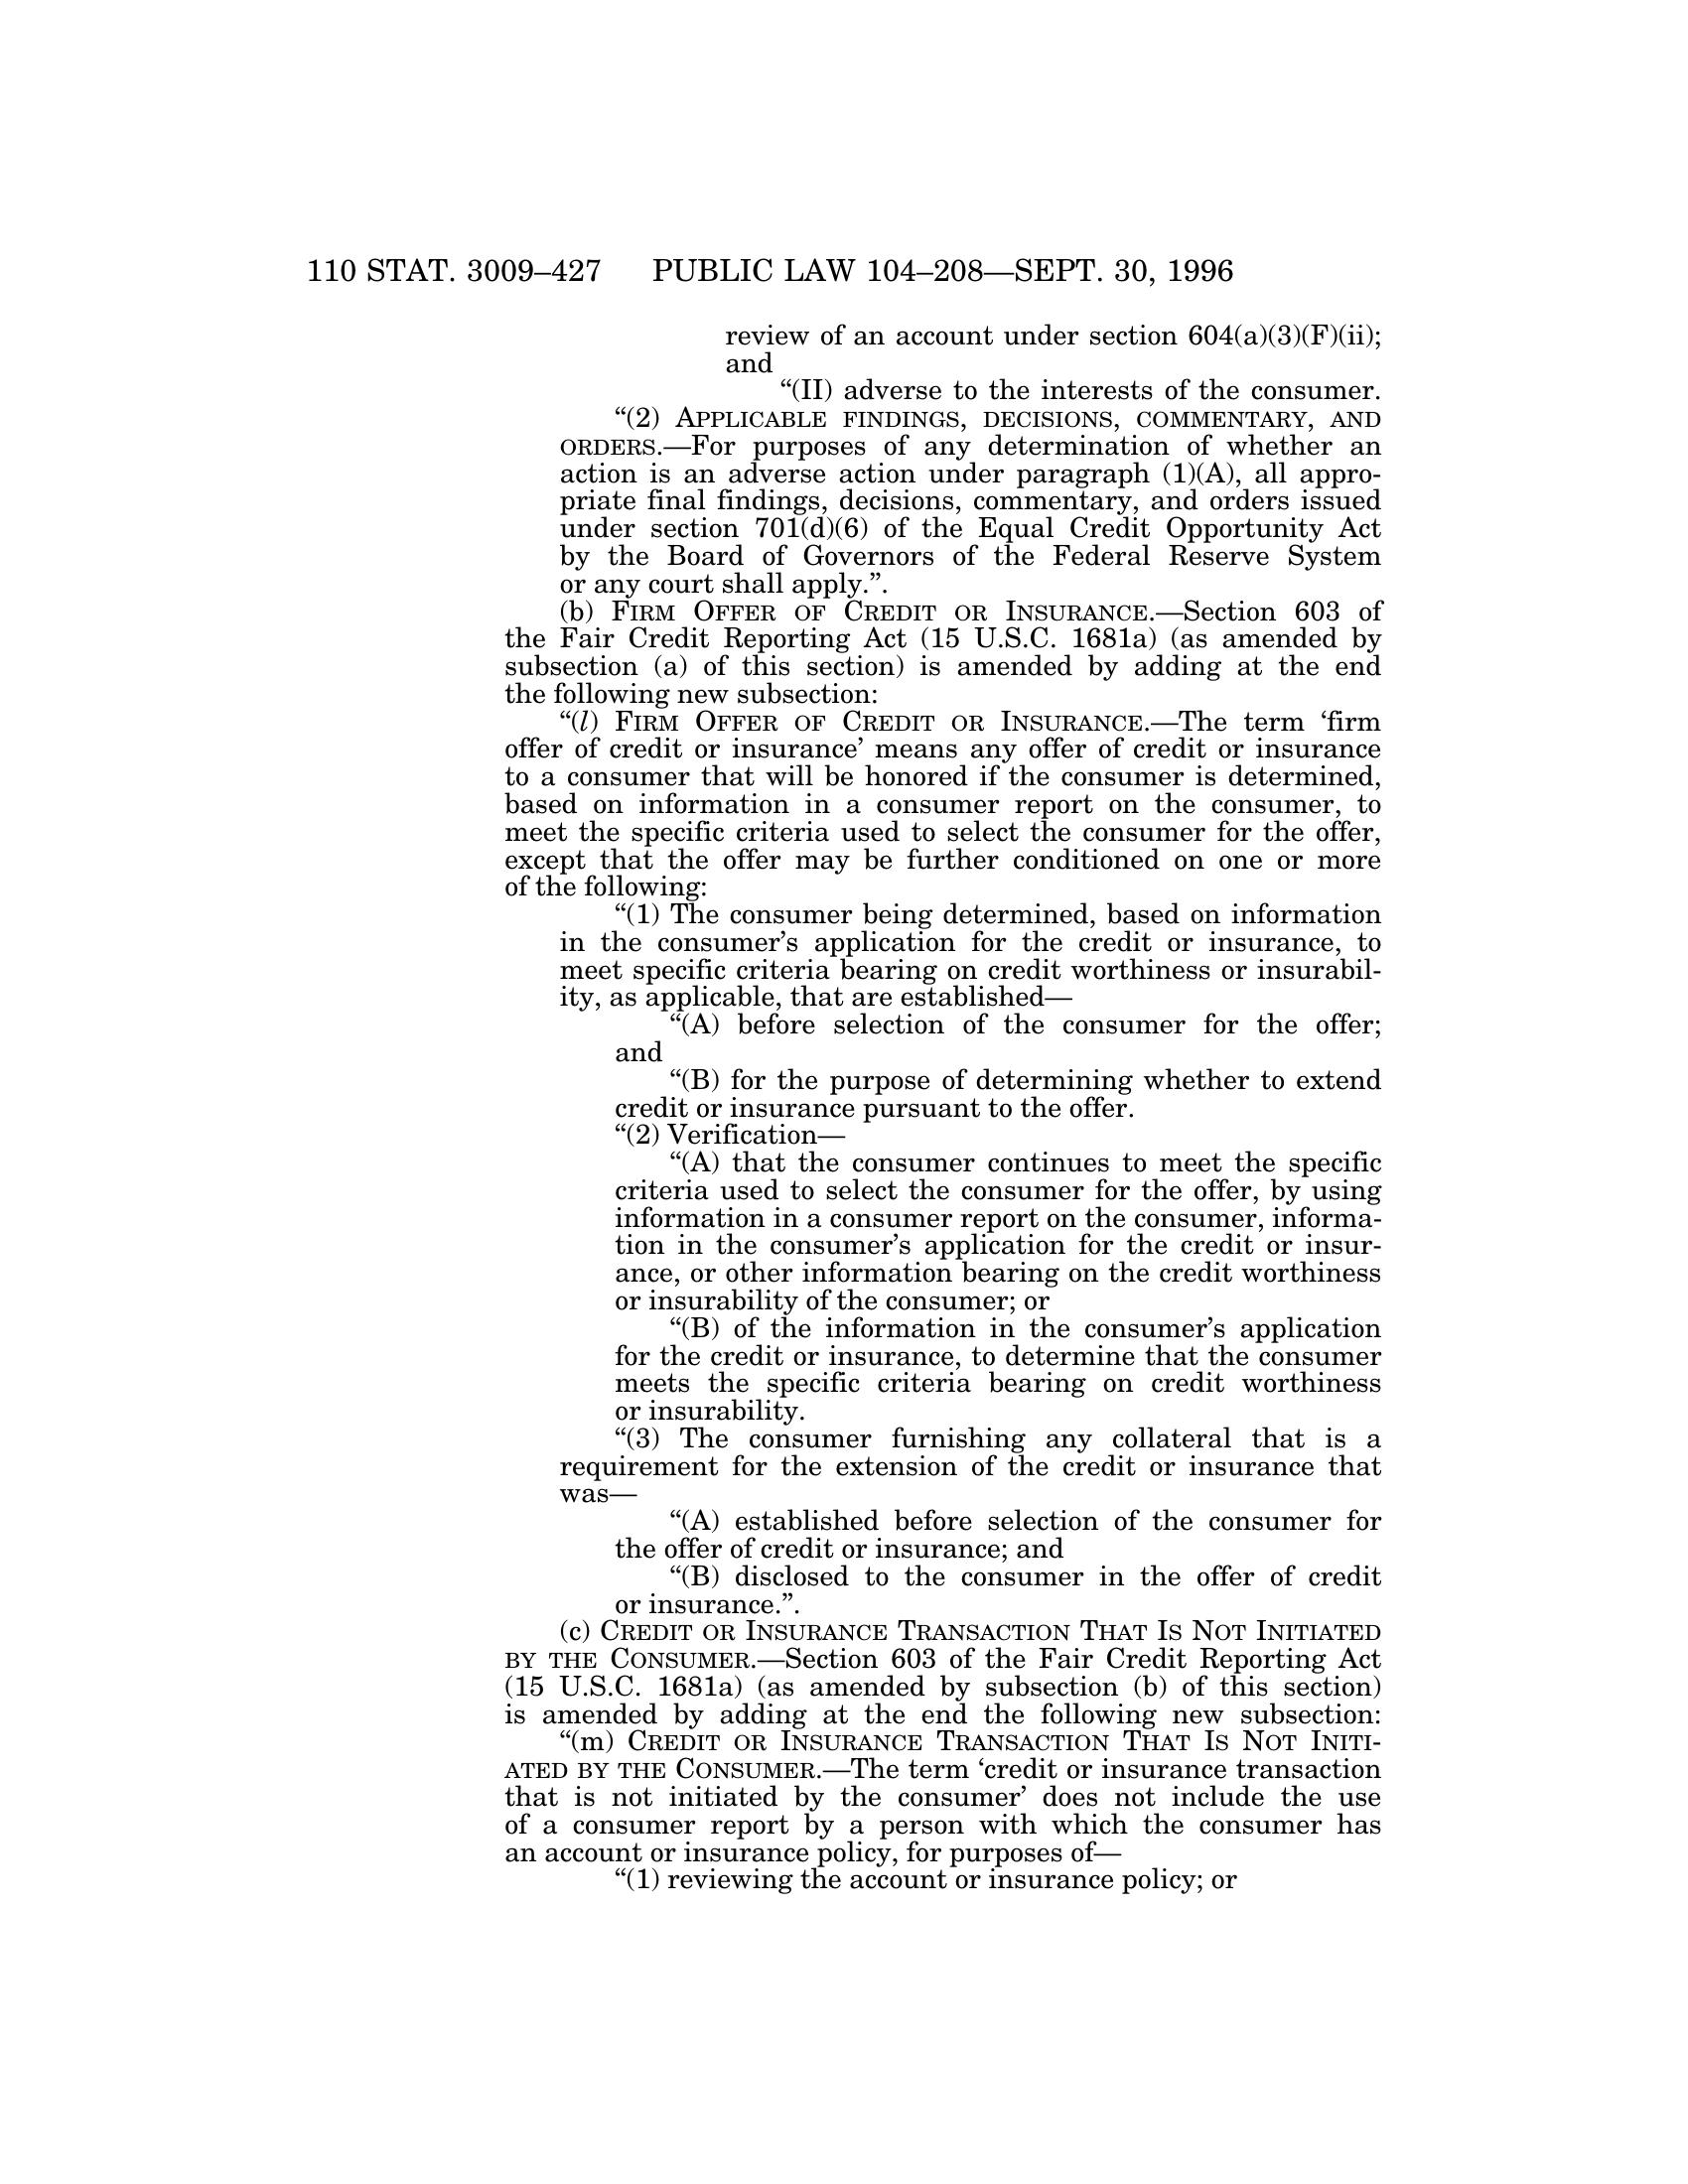 110 STAT. 3009–427 PUBLIC LAW 104–208—SEPT. 30, 1996
review of an account under section 604(a)(3)(F)(ii);
and
“(II) adverse to the interests of the consumer.
“(2) APPLICABLE FINDINGS, DECISIONS, COMMENTARY, AND
ORDERS.—For purposes of any determination of whether an
action is an adverse action under paragraph (1)(A), all appro-
priate final findings, decisions, commentary, and orders issued
under section 701(d)(6) of the Equal Credit Opportunity Act
by the Board of Governors of the Federal Reserve System
or any court shall apply.”.
(b) FIRM OFFER OF CREDIT OR INSURANCE.—Section 603 of
the Fair Credit Reporting Act (15 U.S.C. 1681a) (as amended by
subsection (a) of this section) is amended by adding at the end
the following new subsection:
“(l) FIRM OFFER OF CREDIT OR INSURANCE.—The term ‘firm
offer of credit or insurance’ means any offer of credit or insurance
to a consumer that will be honored if the consumer is determined,
based on information in a consumer report on the consumer, to
meet the specific criteria used to select the consumer for the offer,
except that the offer may be further conditioned on one or more
of the following:
“(1) The consumer being determined, based on information
in the consumer’s application for the credit or insurance, to
meet specific criteria bearing on credit worthiness or insurabil-
ity, as applicable, that are established—
“(A) before selection of the consumer for the offer;
and
“(B) for the purpose of determining whether to extend
credit or insurance pursuant to the offer.
“(2) Verification—
“(A) that the consumer continues to meet the specific
criteria used to select the consumer for the offer, by using
information in a consumer report on the consumer, informa-
tion in the consumer’s application for the credit or insur-
ance, or other information bearing on the credit worthiness
or insurability of the consumer; or
“(B) of the information in the consumer’s application
for the credit or insurance, to determine that the consumer
meets the specific criteria bearing on credit worthiness
or insurability.
“(3) The consumer furnishing any collateral that is a
requirement for the extension of the credit or insurance that
was—
“(A) established before selection of the consumer for
the offer of credit or insurance; and
“(B) disclosed to the consumer in the offer of credit
or insurance.”.
(c) CREDIT OR INSURANCE TRANSACTION THAT IS NOT INITIATED
BY THE CONSUMER.—Section 603 of the Fair Credit Reporting Act
(15 U.S.C. 1681a) (as amended by subsection (b) of this section)
is amended by adding at the end the following new subsection:
“(m) CREDIT OR INSURANCE TRANSACTION THAT IS NOT INITI-
ATED BY THE CONSUMER.—The term ‘credit or insurance transaction
that is not initiated by the consumer’ does not include the use
of a consumer report by a person with which the consumer has
an account or insurance policy, for purposes of—
“(1) reviewing the account or insurance policy; or